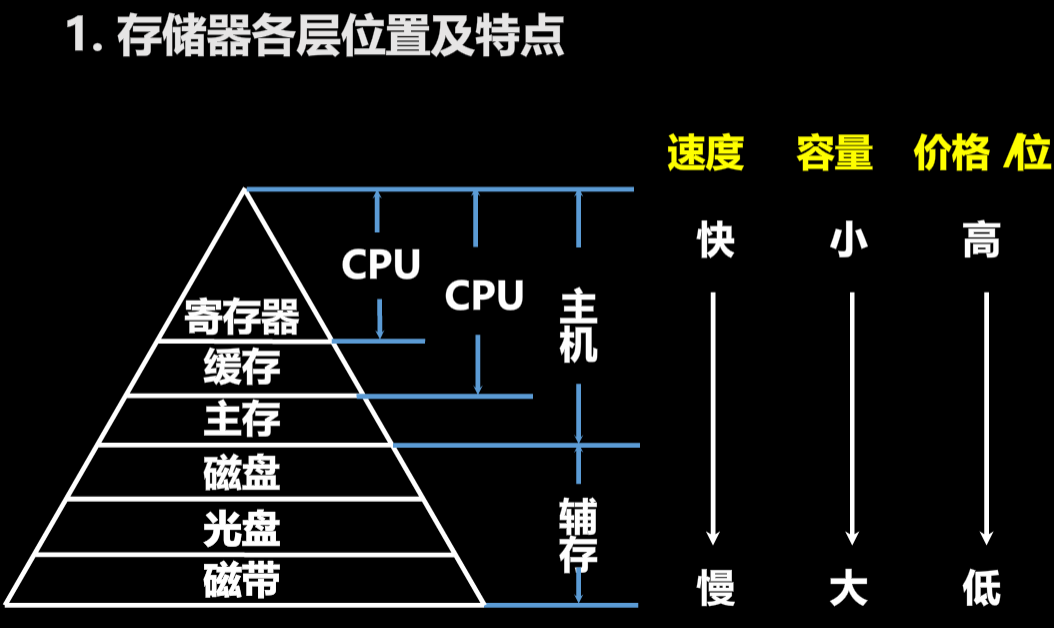 1. 存储器各层位置及特点
速度 容量 价格 /位
快 小 高
CPU
CPU
主机
寄存器
缓存
主存
磁盘
光盘
磁带
辅存
慢 大 低